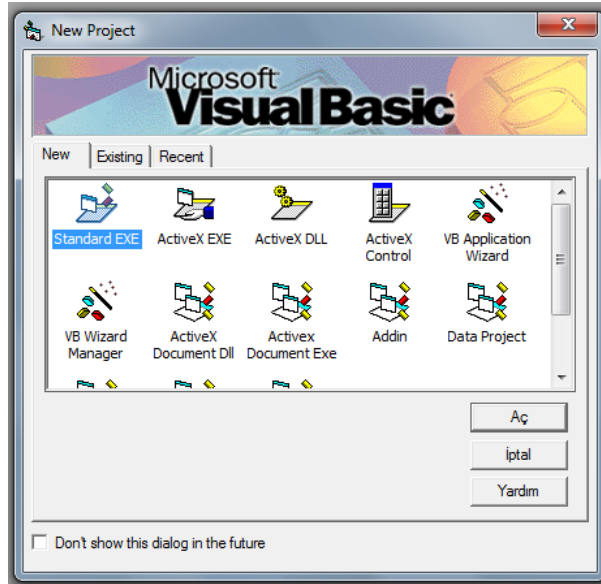 New Project
Microsoft
Visual Basic
New Existing Recent
Standard EXE ActiveX EXE ActiveX DLL ActiveX Control VB Application Wizard
VB Wizard Manager ActiveX Document Dll Activex Document Exe Addin Data Project
Aç
İptal
Yardım
Don't show this dialog in the future